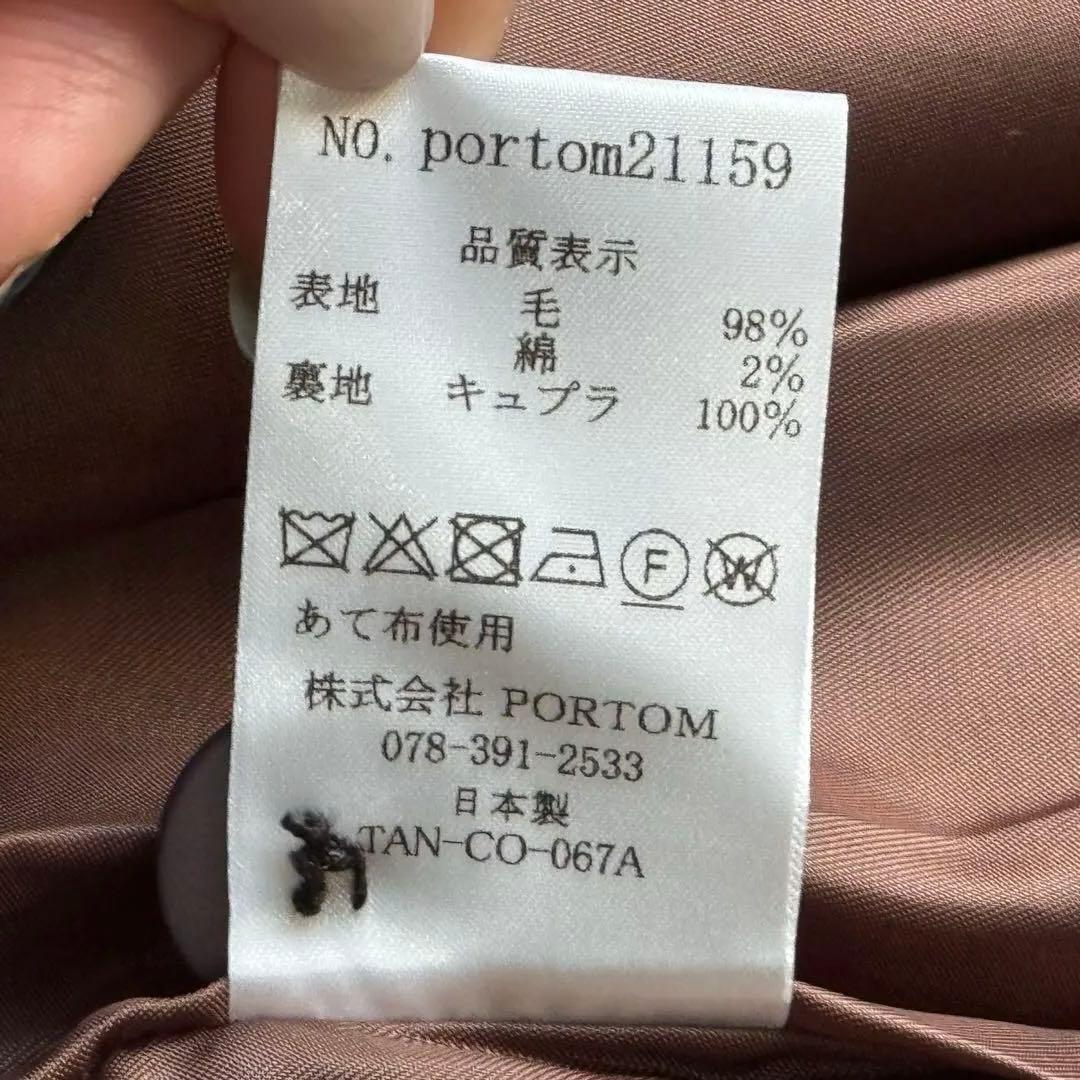 NO. portom21159
品質表示
表地 毛 98%
綿 2%
裏地 キュプラ 100%
F W
あて布使用
株式会社 PORTOM
078-391-2533
日本製
TAN-CO-067A